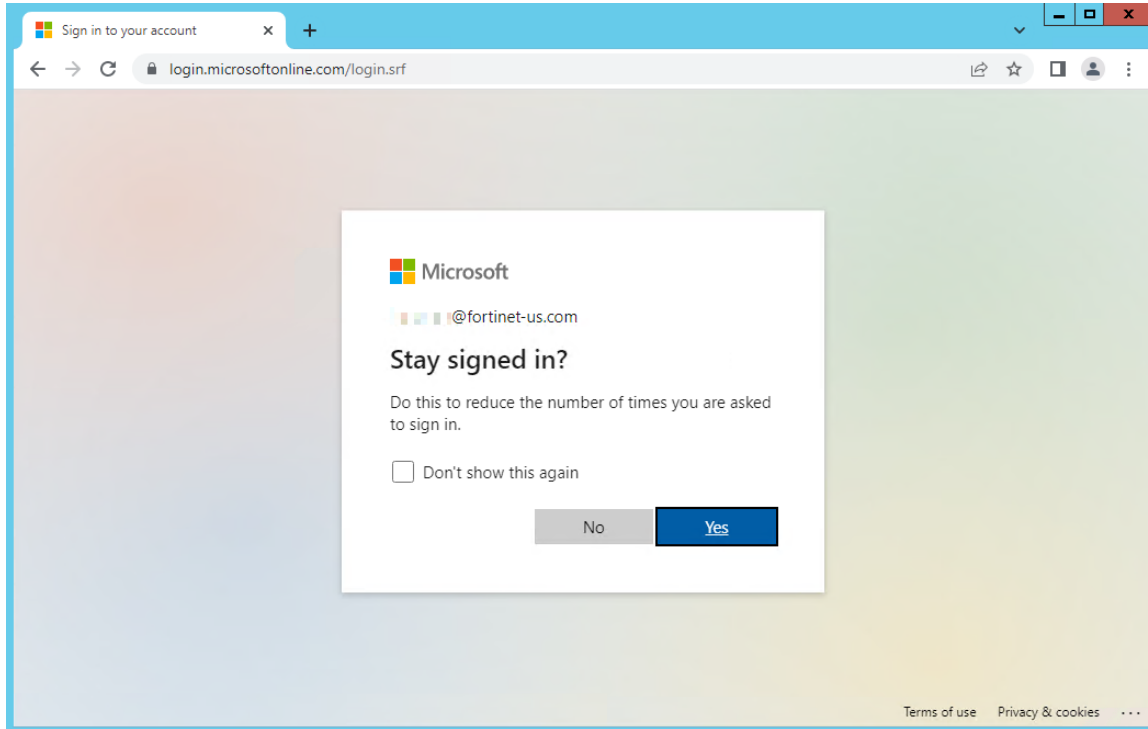 Sign in to your account
login.microsoftonline.com/login.srf
Microsoft
@fortinet-us.com
Stay signed in?
Do this to reduce the number of times you are asked
to sign in.
Don't show this again
No
Yes
Terms of use
Privacy & cookies